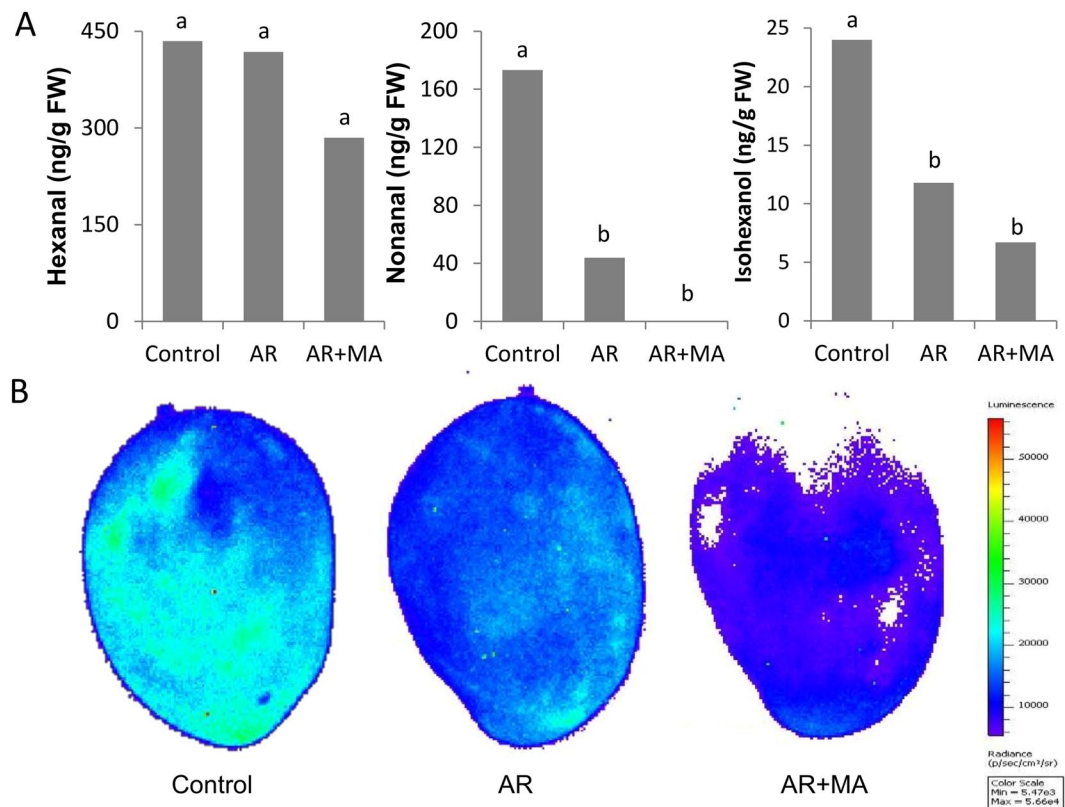 A
Hexanal (ng/g FW)
450
300
150
0
a
a
a
Control
AR
AR+MA
Nonanal (ng/g FW)
200
160
120
80
40
0
a
b
b
Control
AR
AR+MA
Isohexanol (ng/g FW)
25
20
15
10
5
0
a
b
b
Control
AR
AR+MA
B
Control
AR
AR+MA
Luminescence
50000
40000
30000
20000
10000
Radiance
(p/sec/cm²/sr)
Color Scale
Min = 5.47e3
Max = 5.66e4